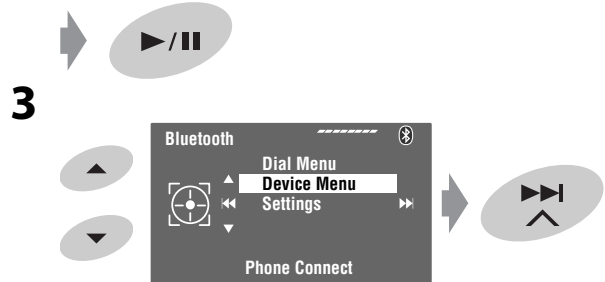 3
Bluetooth
Dial Menu
Device Menu
Settings
Phone Connect